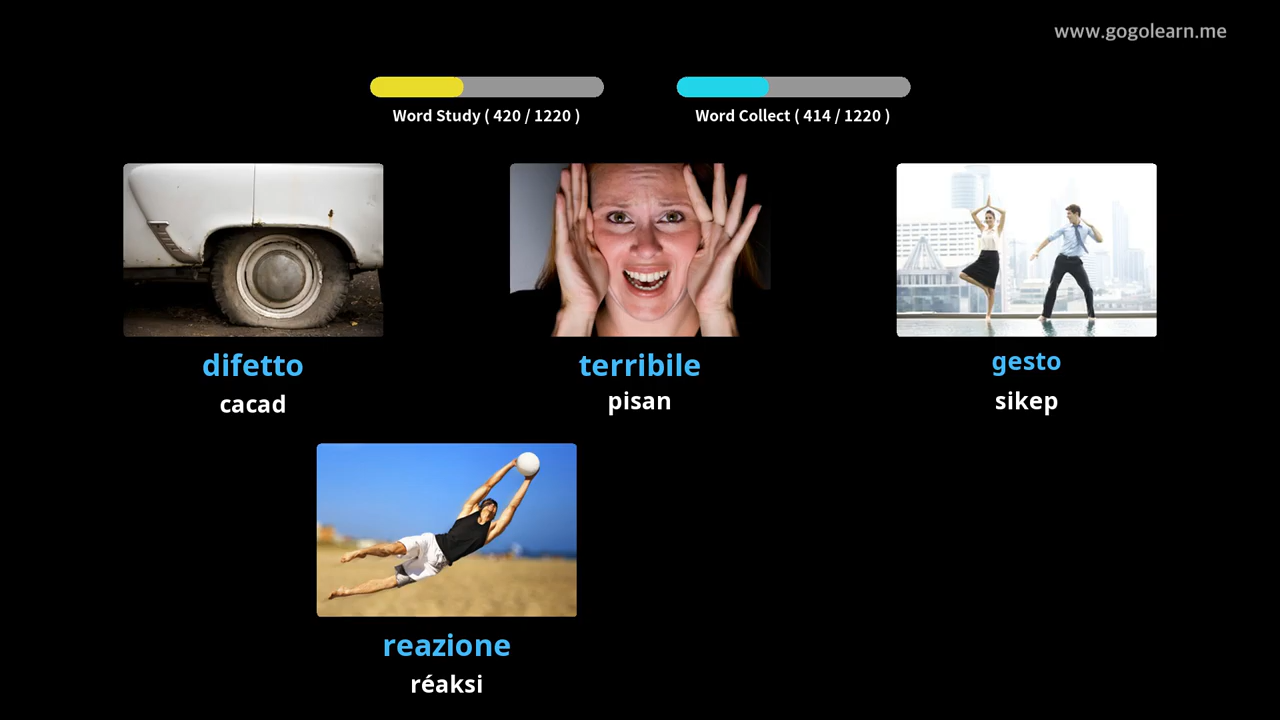 www.gogolearn.me
Word Study ( 420 / 1220 )
Word Collect ( 414 / 1220 )
difetto
cacad
terribile
pisan
gesto
sikep
reazione
réaksi